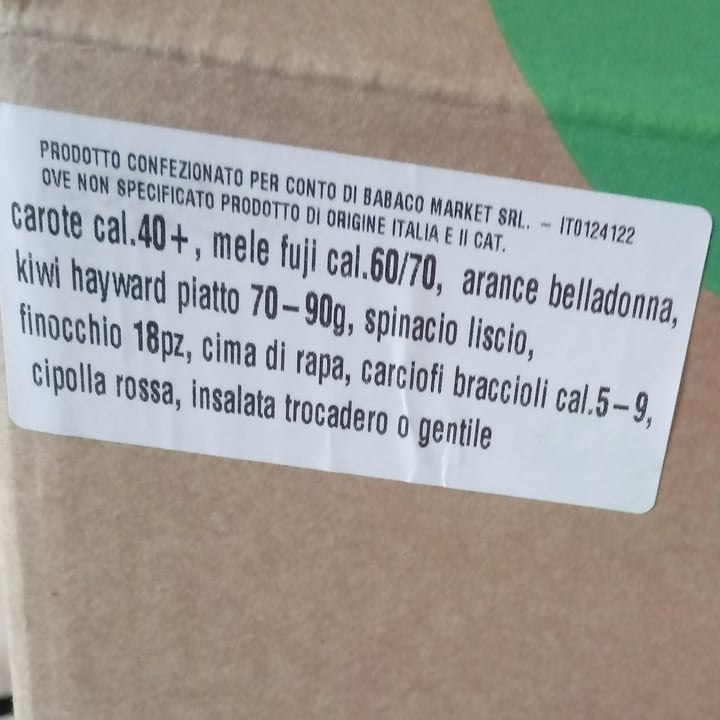 PRODOTTO CONFEZIONATO PER CONTO DI BABACO MARKET SRL. - IT0124122
OVE NON SPECIFICATO PRODOTTO DI ORIGINE ITALIA E II CAT.
carote cal.40+, mele fuji cal.60/70, arance belladonna,
kiwi hayward piatto 70-90g, spinacio liscio,
finocchio 18pz, cima di rapa, carciofi braccioli cal.5-9,
cipolla rossa, insalata trocadero o gentile